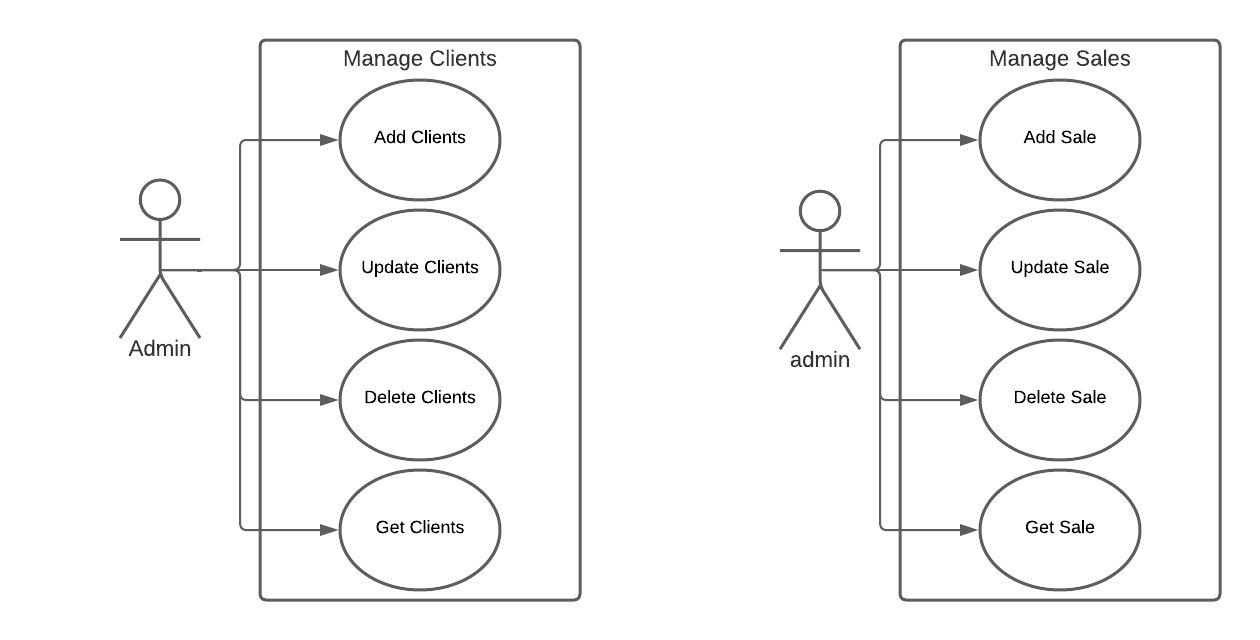 Manage Clients
Add Clients
Update Clients
Delete Clients
Get Clients
Admin
Manage Sales
Add Sale
Update Sale
Delete Sale
Get Sale
admin